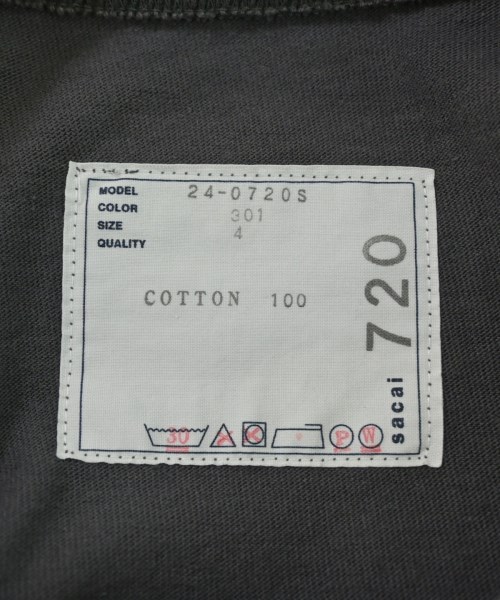 MODEL 24-0720S
COLOR 301
SIZE 4
QUALITY
COTTON 100
720
sacai
30 P W